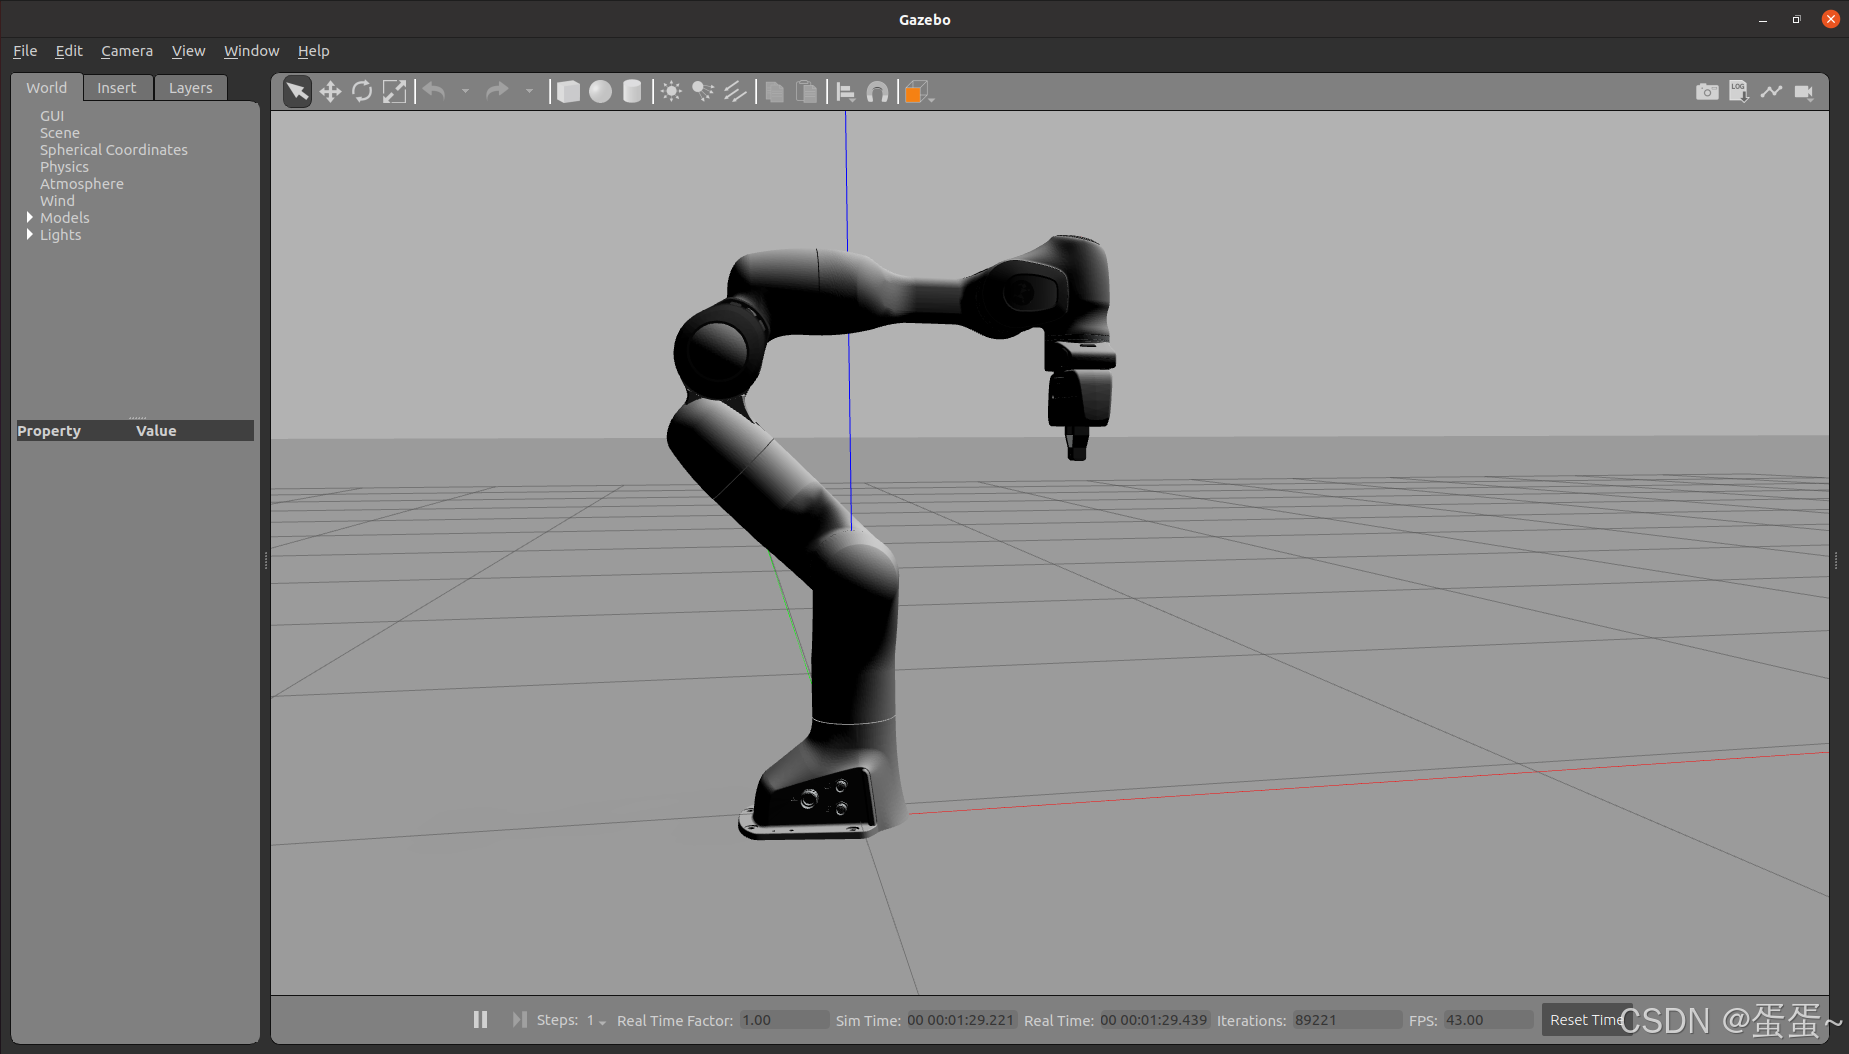 Gazebo
File Edit Camera View Window Help
World Insert Layers
LOG
GUI
Scene
Spherical Coordinates
Physics
Atmosphere
Wind
Models
Lights
Property Value
Steps: 1 Real Time Factor: 1.00 Sim Time: 00 00:01:29.221 Real Time: 00 00:01:29.439 Iterations: 89221 FPS: 43.00 Reset Time
CSDN @蛋蛋~